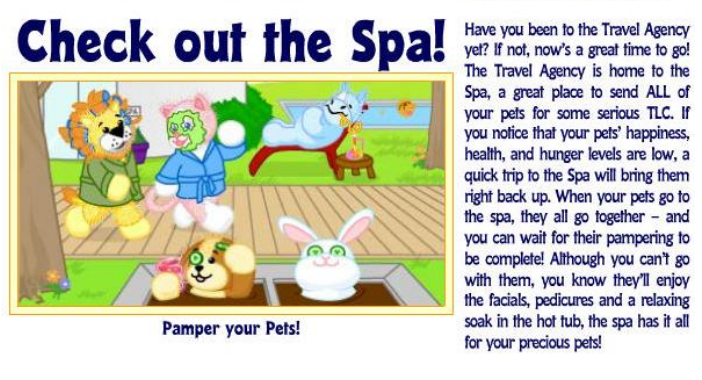 Check out the Spa!
Pamper your Pets!
Have you been to the Travel Agency
yet? If not, now's a great time to go!
The Travel Agency is home to the
Spa, a great place to send ALL of
your pets for some serious TLC. If
you notice that your pets' happiness,
health, and hunger levels are low, a
quick trip to the Spa will bring them
right back up. When your pets go to
the spa, they all go together – and
you can wait for their pampering to
be complete! Although you can't go
with them, you know they'll enjoy
the facials, pedicures and a relaxing
soak in the hot tub, the spa has it all
for your precious pets!